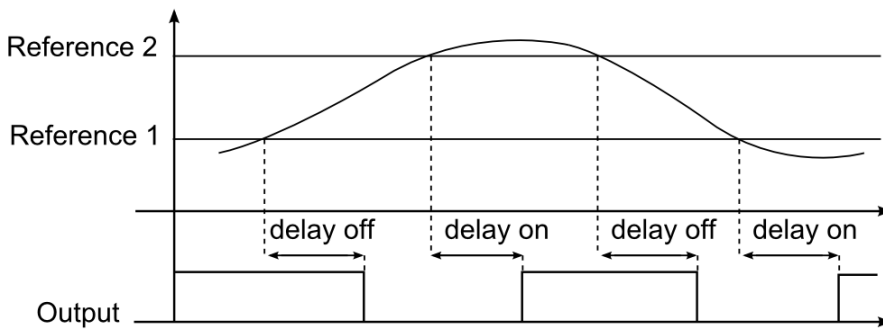 Reference 2
Reference 1
delay off delay on delay off delay on
Output